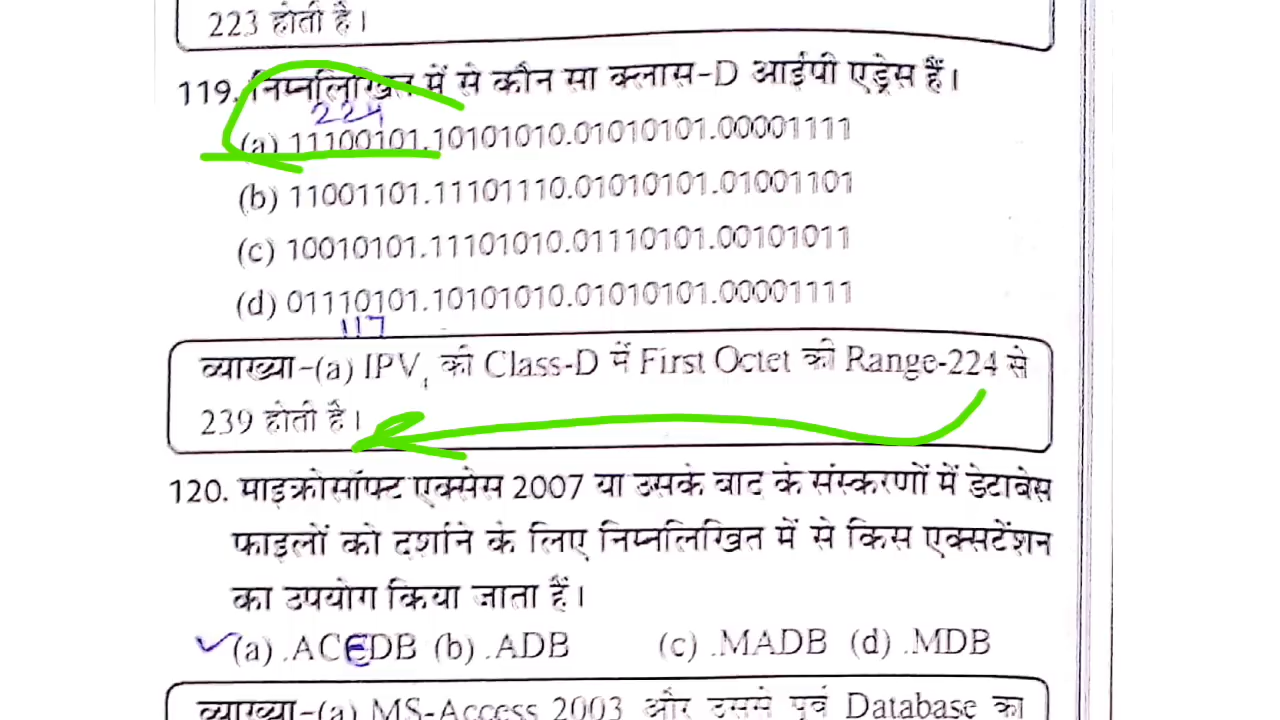 223 होती है।
119. निम्नलिखित में से कौन सा क्लास-D आईपी एड्रेस हैं।
224
(a) 11100101.10101010.01010101.00001111
(b) 11001101.11101110.01010101.01001101
(c) 10010101.11101010.01110101.00101011
(d) 01110101.10101010.01010101.00001111
117
व्याख्या-(a) IPV4 की Class-D में First Octet की Range-224 से
239 होती है।
120. माइक्रोसॉफ्ट एक्सेस 2007 या उसके बाद के संस्करणों में डेटाबेस
फाइलों को दर्शाने के लिए निम्नलिखित में से किस एक्सटेंशन
का उपयोग किया जाता हैं।
(a) .ACEDB (b) .ADB (c) .MADB (d) .MDB
व्याख्या-(a) MS-Access 2003 और उससे पूर्व Database का